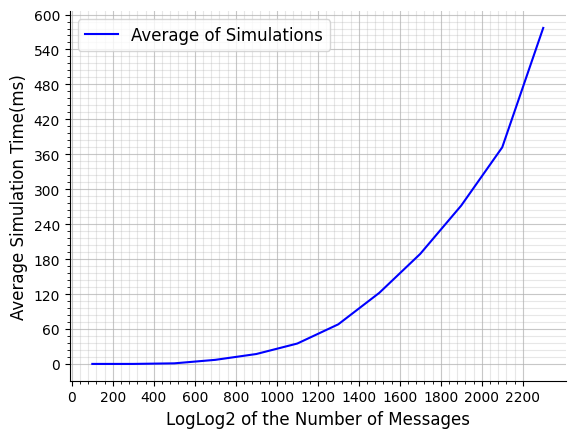 600
540
480
420
360
300
240
180
120
60
0
Average Simulation Time(ms)
Average of Simulations
0 200 400 600 800 1000 1200 1400 1600 1800 2000 2200
LogLog2 of the Number of Messages